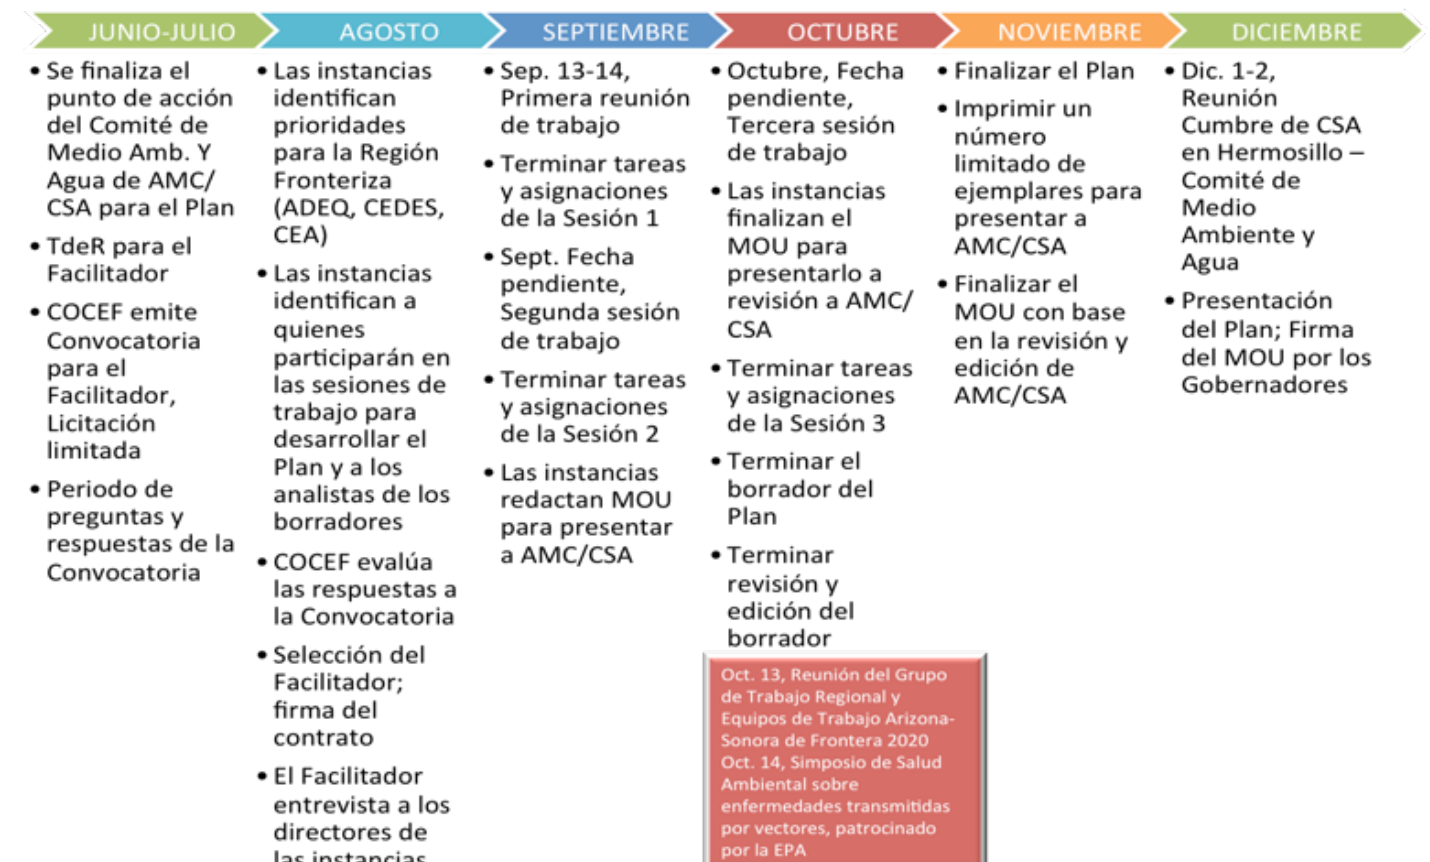 JUNIO-JULIO
• Se finaliza el
punto de acción
del Comité de
Medio Amb. Y
Agua de AMC/
CSA para el Plan
• TdeR para el
Facilitador
• COCEF emite
Convocatoria
para el
Facilitador,
Licitación
limitada
• Periodo de
preguntas y
respuestas de la
Convocatoria
AGOSTO
• Las instancias
identifican
prioridades
para la Región
Fronteriza
(ADEQ, CEDES,
CEA)
• Las instancias
identifican a
quienes
participarán en
las sesiones de
trabajo para
desarrollar el
Plan y a los
analistas de los
borradores
• COCEF evalúa
las respuestas a
la Convocatoria
• Selección del
Facilitador;
firma del
contrato
• El Facilitador
entrevista a los
directores de
las instancias
SEPTIEMBRE
• Sep. 13-14,
Primera reunión
de trabajo
• Terminar tareas
y asignaciones
de la Sesión 1
• Sept. Fecha
pendiente,
Segunda sesión
de trabajo
• Terminar tareas
y asignaciones
de la Sesión 2
• Las instancias
redactan MOU
para presentar
a AMC/CSA
OCTUBRE
• Octubre, Fecha
pendiente,
Tercera sesión
de trabajo
• Las instancias
finalizan el
MOU para
presentarlo a
revisión a AMC/
CSA
• Terminar tareas
y asignaciones
de la Sesión 3
• Terminar el
borrador del
Plan
• Terminar
revisión y
edición del
borrador
Oct. 13, Reunión del Grupo
de Trabajo Regional y
Equipos de Trabajo Arizona-
Sonora de Frontera 2020
Oct. 14, Simposio de Salud
Ambiental sobre
enfermedades transmitidas
por vectores, patrocinado
por la EPA
NOVIEMBRE
• Finalizar el Plan
• Imprimir un
número
limitado de
ejemplares para
presentar a
AMC/CSA
• Finalizar el
MOU con base
en la revisión y
edición de
AMC/CSA
DICIEMBRE
• Dic. 1-2,
Reunión
Cumbre de CSA
en Hermosillo –
Comité de
Medio
Ambiente y
Agua
• Presentación
del Plan; Firma
del MOU por los
Gobernadores